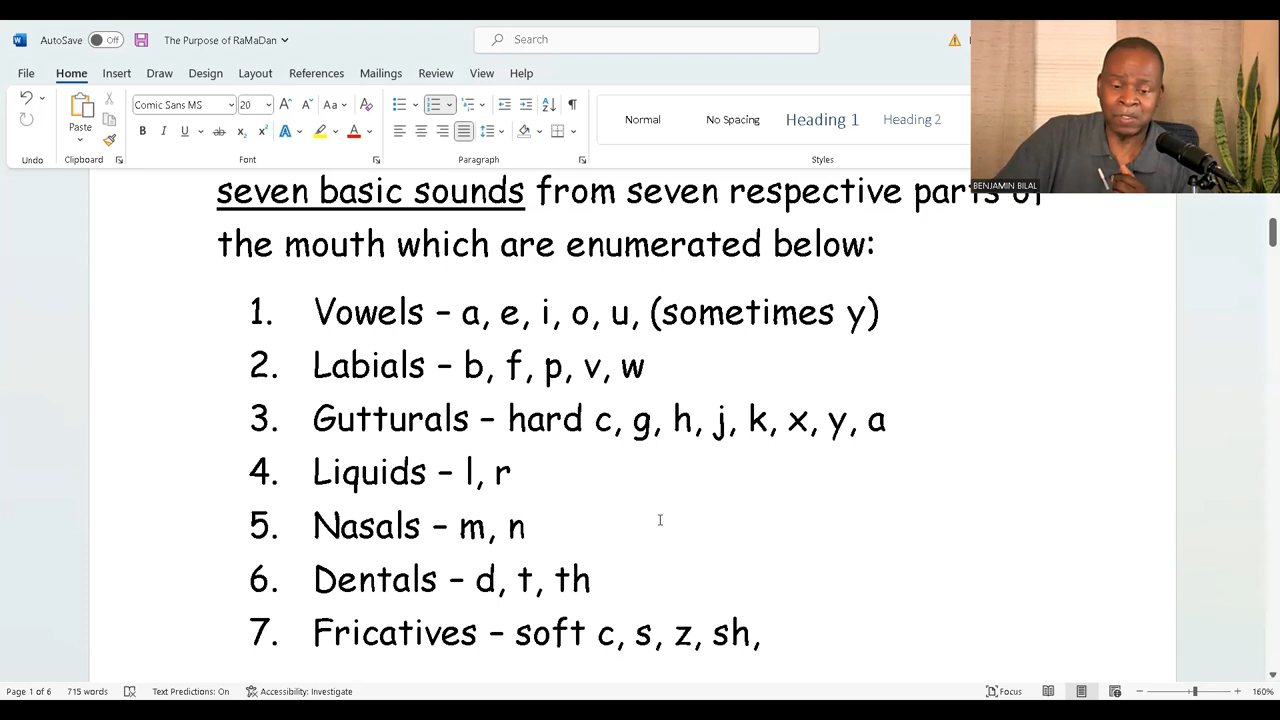 AutoSave Off The Purpose of RaMaDan Search
File Home Insert Draw Design Layout References Mailings Review View Help
Comic Sans MS 20 A A Aa A
Paste B I U ab x₂ x² A A Normal No Spacing Heading 1 Heading 2
Undo Clipboard Font Paragraph Styles
BENJAMIN BILAL
seven basic sounds from seven respective parts of
the mouth which are enumerated below:
1. Vowels – a, e, i, o, u, (sometimes y)
2. Labials – b, f, p, v, w
3. Gutturals – hard c, g, h, j, k, x, y, a
4. Liquids – l, r
5. Nasals – m, n
6. Dentals – d, t, th
7. Fricatives – soft c, s, z, sh,
Page 1 of 6 715 words Text Predictions: On Accessibility: Investigate Focus 160%